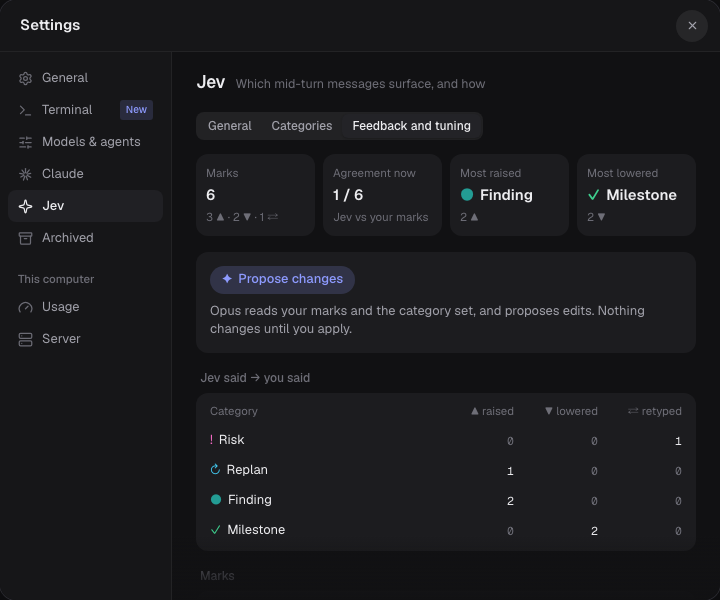 Settings
General
Terminal New
Models & agents
Claude
Jev
Archived
This computer
Usage
Server
Jev Which mid-turn messages surface, and how
General Categories Feedback and tuning
Marks
6
3 ▲ · 2 ▼ · 1 ⇄
Agreement now
1 / 6
Jev vs your marks
Most raised
Finding
2 ▲
Most lowered
✓ Milestone
2 ▼
✦ Propose changes
Opus reads your marks and the category set, and proposes edits. Nothing
changes until you apply.
Jev said → you said
Category ▲ raised ▼ lowered ⇄ retyped
! Risk 0 0 1
↻ Replan 1 0 0
● Finding 2 0 0
✓ Milestone 0 2 0
Marks